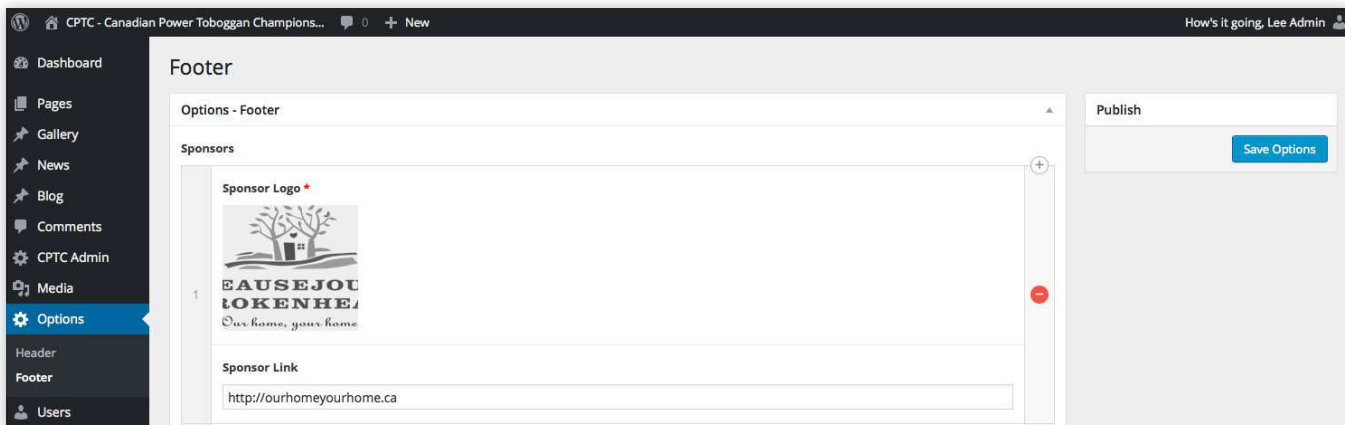 CPTC - Canadian Power Toboggan Champions... 0 + New How's it going, Lee Admin
Dashboard
Pages
Gallery
News
Blog
Comments
CPTC Admin
Media
Options
Header
Footer
Users
Footer
Options - Footer
Sponsors
1
Sponsor Logo *
EAUSEJOU
ROKENHEA
Our home, your home
Sponsor Link
http://ourhomeyourhome.ca
Publish
Save Options